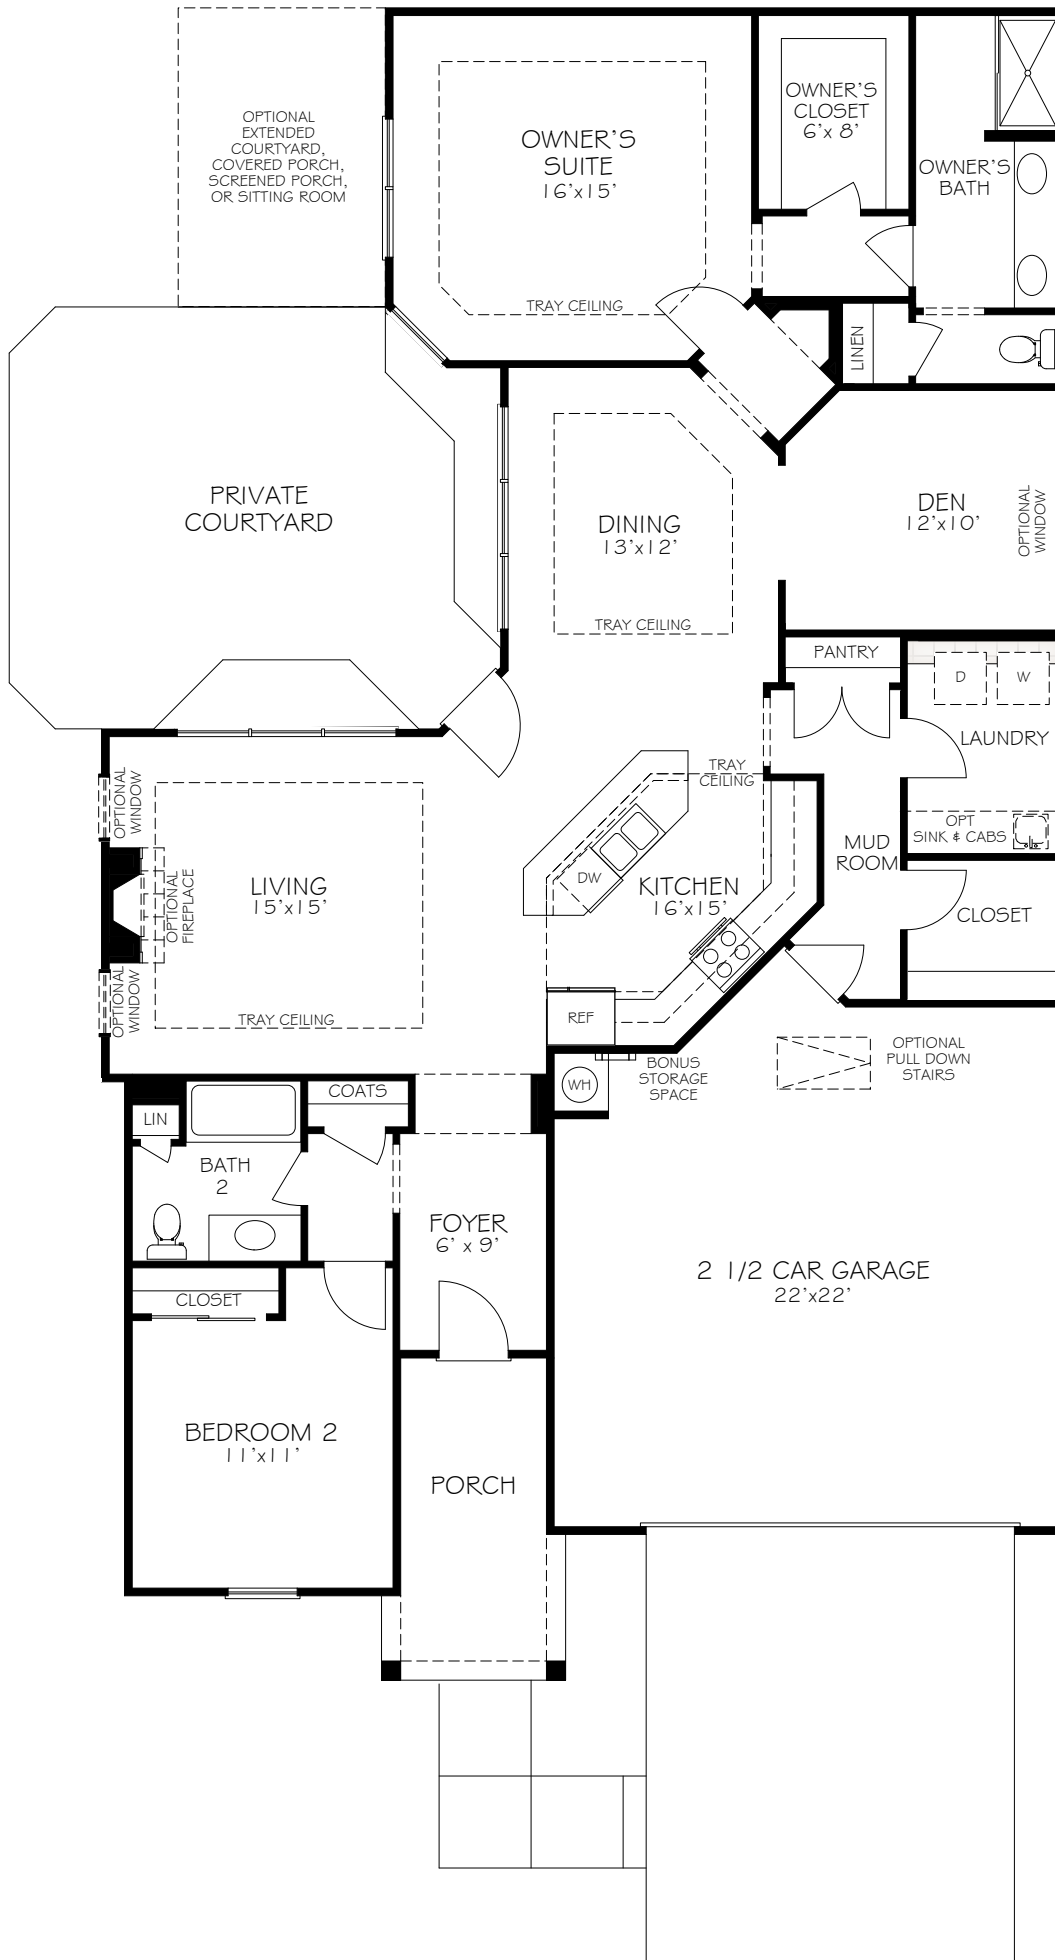 OPTIONAL
EXTENDED
COURTYARD,
COVERED PORCH,
SCREENED PORCH,
OR SITTING ROOM
OWNER'S
SUITE
16'x15'
TRAY CEILING
OWNER'S
CLOSET
6'x 8'
OWNER'S
BATH
LINEN
PRIVATE
COURTYARD
DINING
13'x12'
TRAY CEILING
DEN
12'x10'
OPTIONAL
WINDOW
PANTRY
D
W
LAUNDRY
OPT
SINK & CABS
MUD
ROOM
CLOSET
TRAY
CEILING
DW
KITCHEN
16'x15'
REF
OPTIONAL
WINDOW
OPTIONAL
FIREPLACE
OPTIONAL
WINDOW
LIVING
15'x15'
TRAY CEILING
WH
BONUS
STORAGE
SPACE
OPTIONAL
PULL DOWN
STAIRS
LIN
COATS
BATH
2
FOYER
6' x 9'
2 1/2 CAR GARAGE
22'x22'
CLOSET
BEDROOM 2
11'x11'
PORCH